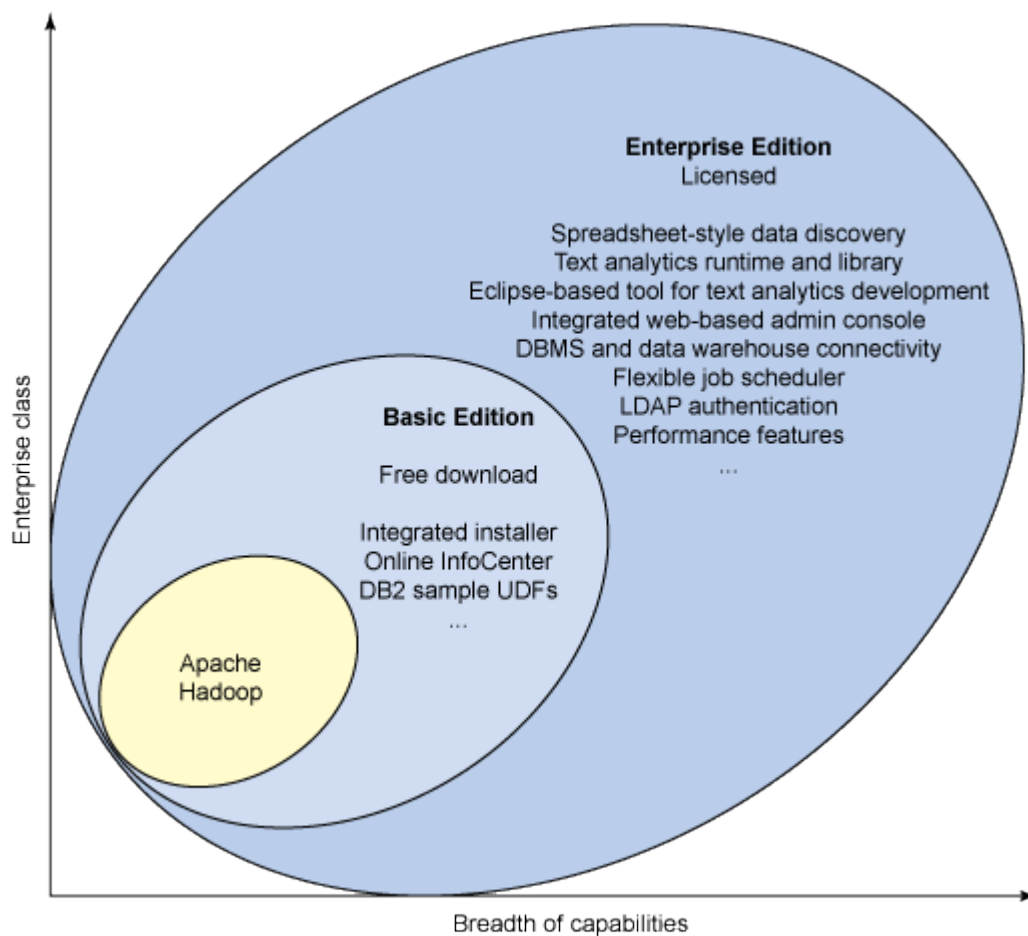 Enterprise Edition
Licensed
Spreadsheet-style data discovery
Text analytics runtime and library
Eclipse-based tool for text analytics development
Integrated web-based admin console
DBMS and data warehouse connectivity
Flexible job scheduler
LDAP authentication
Performance features
...
Basic Edition
Free download
Integrated installer
Online InfoCenter
DB2 sample UDFs
...
Apache
Hadoop
Enterprise class
Breadth of capabilities